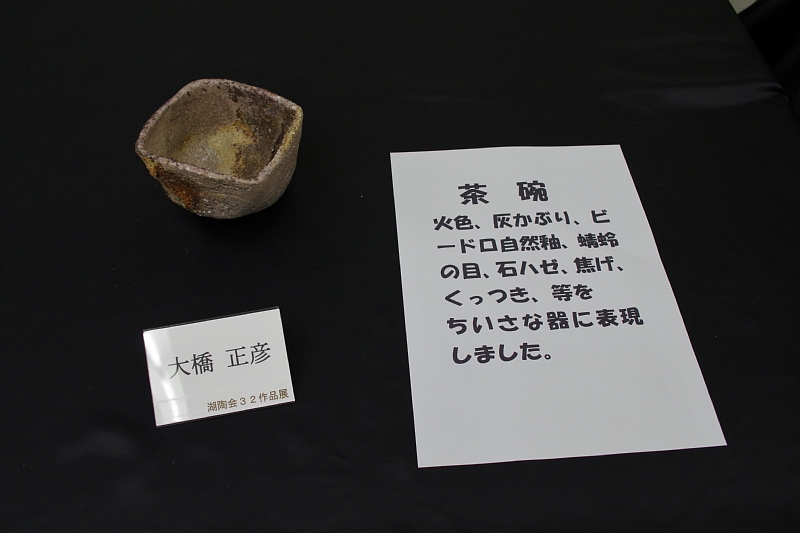 茶 碗
火色、灰かぶり、ビ
ードロ自然釉、蜻蛉
の目、石ハゼ、焦げ、
くっつき、等を
ちいさな器に表現
しました。
大橋 正彦
湖陶会32作品展